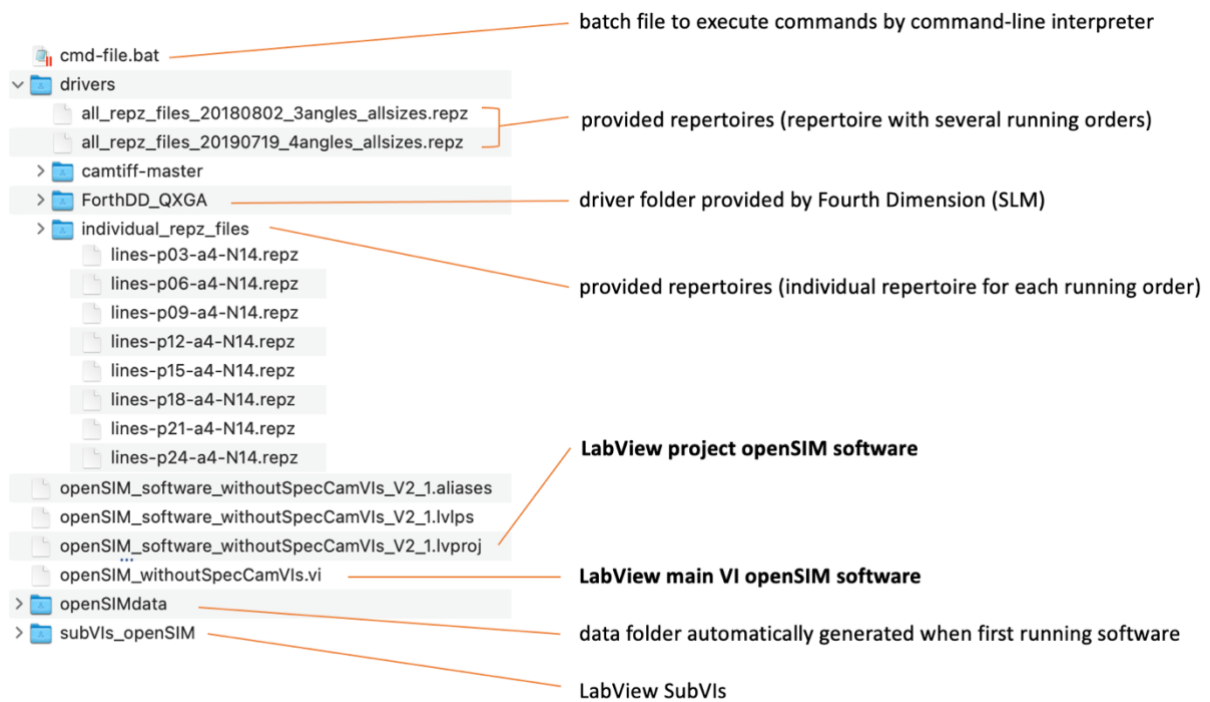 batch file to execute commands by command-line interpreter
cmd-file.bat
drivers
all_repz_files_20180802_3angles_allsizes.repz
provided repertoires (repertoire with several running orders)
all_repz_files_20190719_4angles_allsizes.repz
camtiff-master
ForthDD_QXGA
driver folder provided by Fourth Dimension (SLM)
individual_repz_files
lines-p03-a4-N14.repz
lines-p06-a4-N14.repz
provided repertoires (individual repertoire for each running order)
lines-p09-a4-N14.repz
lines-p12-a4-N14.repz
lines-p15-a4-N14.repz
lines-p18-a4-N14.repz
lines-p21-a4-N14.repz
LabView project openSIM software
lines-p24-a4-N14.repz
openSIM_software_withoutSpecCamVIs_V2_1.aliases
openSIM_software_withoutSpecCamVIs_V2_1.lvlps
openSIM_software_withoutSpecCamVIs_V2_1.lvproj
openSIM_withoutSpecCamVIs.vi
LabView main VI openSIM software
openSIMdata
data folder automatically generated when first running software
subVIs_openSIM
LabView SubVIs